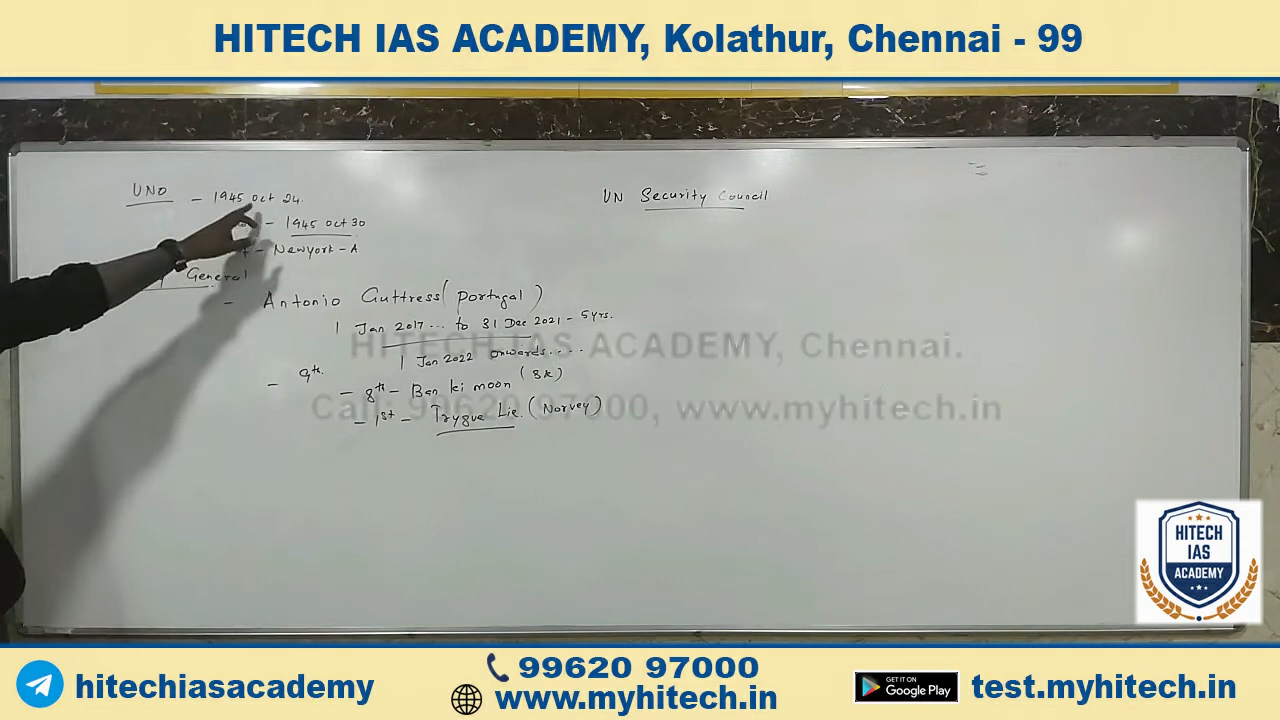 HITECH IAS ACADEMY, Kolathur, Chennai - 99
UNO - 1945 Oct 24.
- 1945 oct 30
- Newyork - A
General
- Antonio Guttress (Portugal)
1 Jan 2017... to 31 Dec 2021 - 5yrs.
1 Jan 2022 onwards....
- 9th.
- 8th - Ban ki moon (SK)
- 1st - Trygve Lie. (Norvey)
UN Security Council
HITECH IAS ACADEMY, Chennai.
Call: 99620 97000, www.myhitech.in
HITECH
IAS
ACADEMY
hitechiasacademy
99620 97000
www.myhitech.in
GET IT ON
Google Play
test.myhitech.in